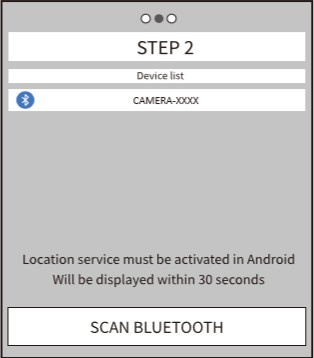 STEP 2
Device list
CAMERA-XXXX
Location service must be activated in Android
Will be displayed within 30 seconds
SCAN BLUETOOTH